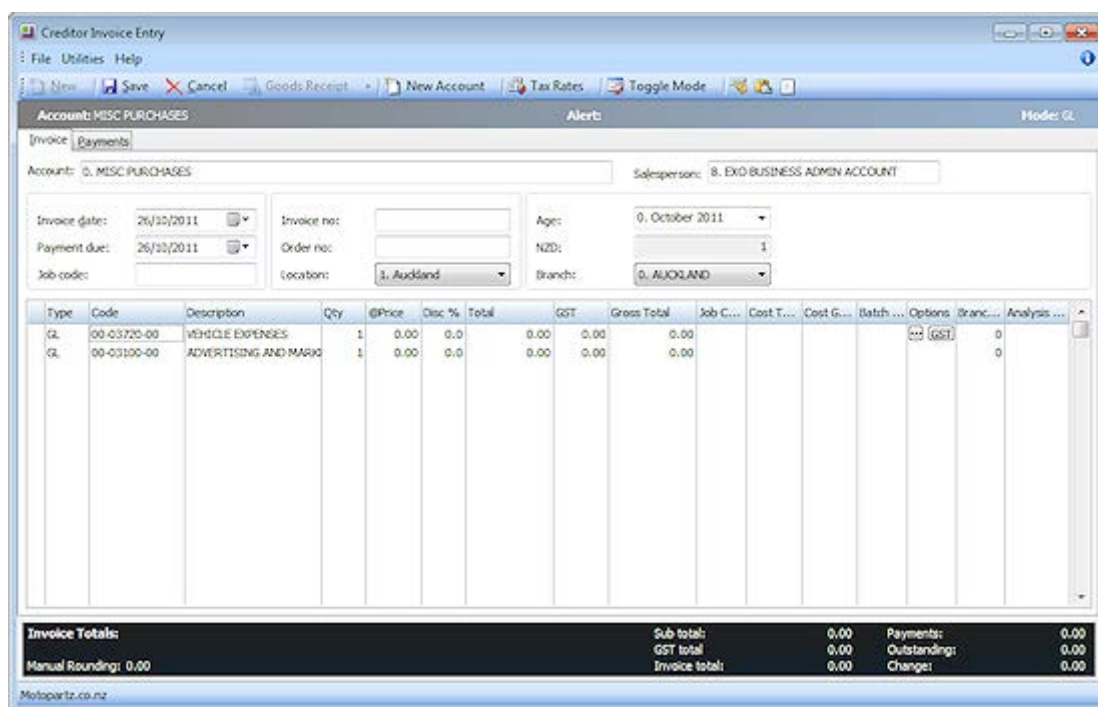 Creditor Invoice Entry
File Utilities Help
New Save Cancel Goods Receipt New Account Tax Rates Toggle Mode
Account: MISC PURCHASES Alert: Mode: GL
Invoice Payments
Account: 0. MISC PURCHASES Salesperson: 8. EXO BUSINESS ADMIN ACCOUNT
Invoice date: 26/10/2011 Invoice no: Age: 0. October 2011
Payment due: 26/10/2011 Order no: NZD: 1
Job code: Location: 1. Auckland Branch: 0. AUCKLAND
Type Code Description Qty @Price Disc % Total GST Gross Total Job C... Cost T... Cost G... Batch ... Options Branc... Analysis ...
GL 00-03720-00 VEHICLE EXPENSES 1 0.00 0.0 0.00 0.00 0.00 ... GST 0
GL 00-03100-00 ADVERTISING AND MARK 1 0.00 0.0 0.00 0.00 0.00 0
Invoice Totals: Sub total: 0.00 Payments: 0.00
GST total 0.00 Outstanding: 0.00
Manual Rounding: 0.00 Invoice total: 0.00 Change: 0.00
Motopartz.co.nz